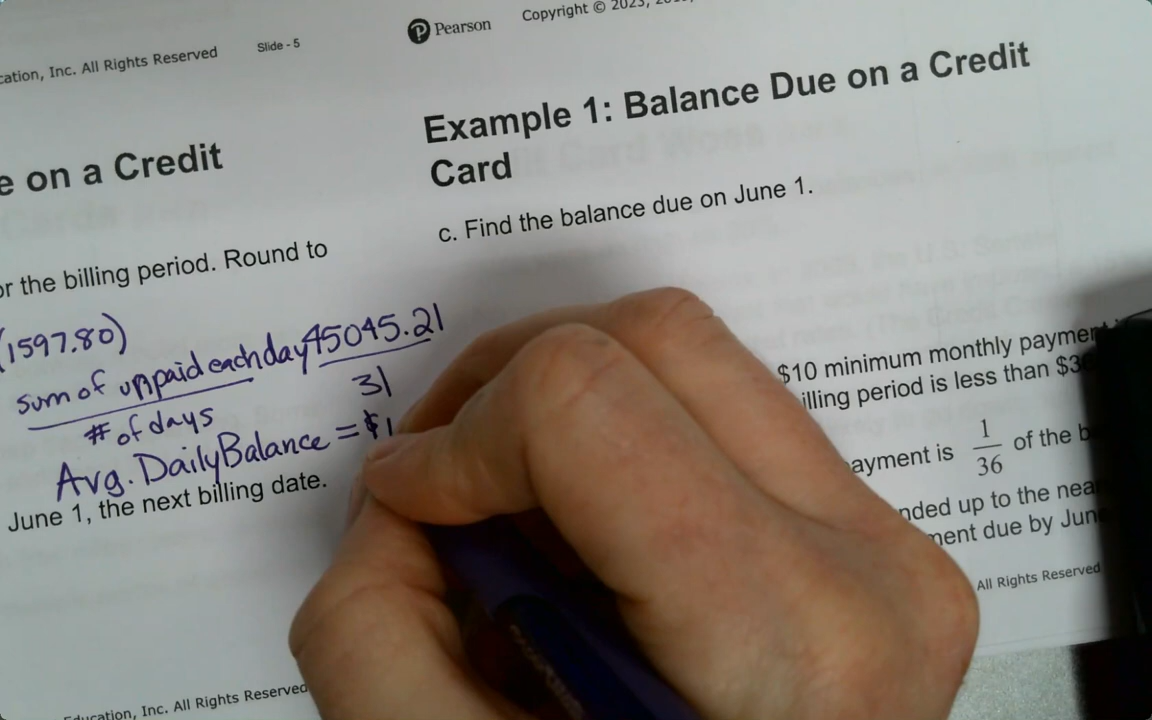 cation, Inc. All Rights Reserved Slide - 5
e on a Credit
or the billing period. Round to
(1597.80)
sum of unpaid each day 45045.21
# of days 31
Avg. Daily Balance = $1
June 1, the next billing date.
Education, Inc. All Rights Reserved
Pearson Copyright © 2023,
Example 1: Balance Due on a Credit
Card
c. Find the balance due on June 1.
$10 minimum monthly payment
illing period is less than $3
ayment is 1/36 of the b
nded up to the nea
ment due by Jun
All Rights Reserved